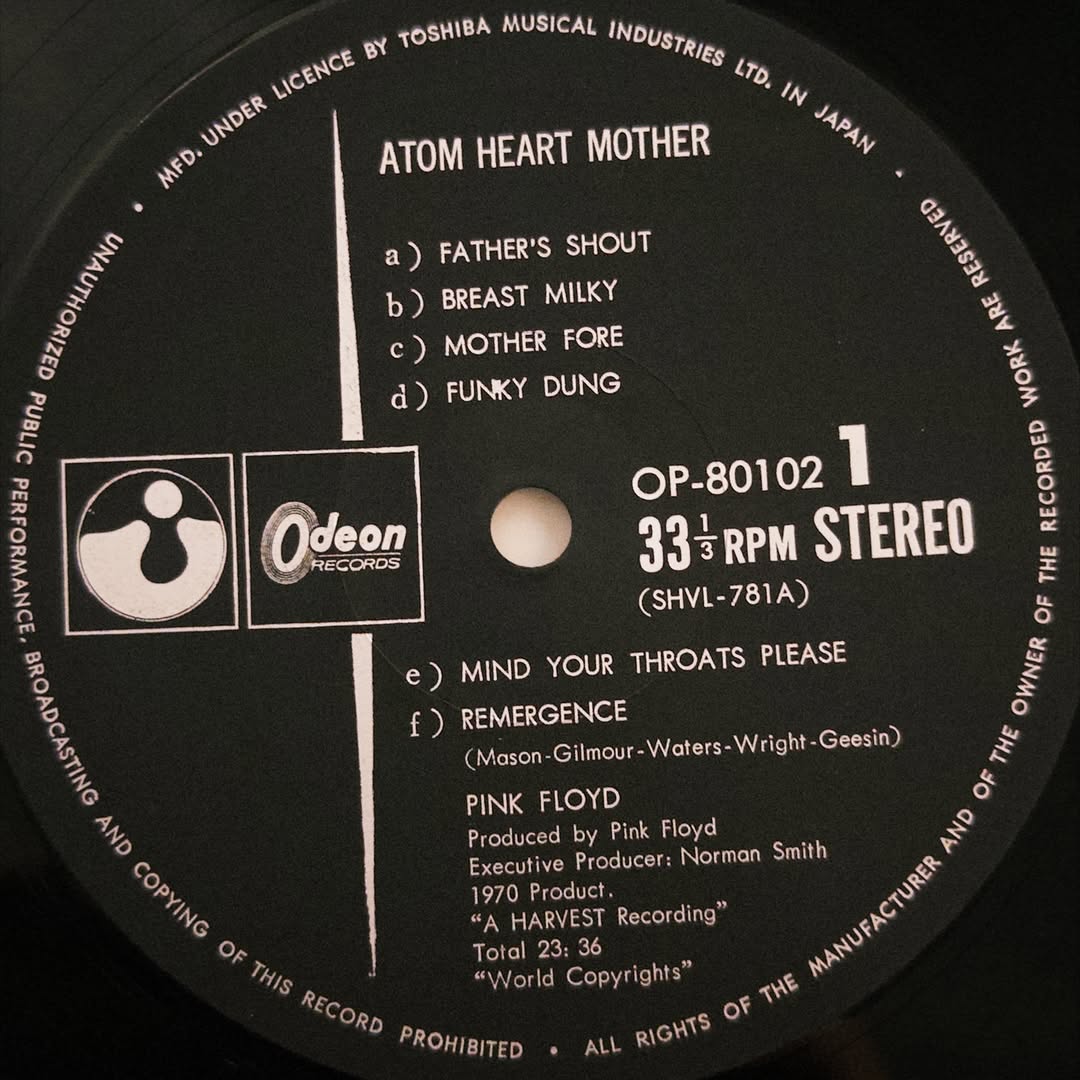 MFD. UNDER LICENCE BY TOSHIBA MUSICAL INDUSTRIES LTD. IN JAPAN •
ATOM HEART MOTHER
a) FATHER'S SHOUT
b) BREAST MILKY
c) MOTHER FORE
d) FUNKY DUNG
Odeon
RECORDS
OP-80102 1
33 1/3 RPM STEREO
(SHVL-781A)
e) MIND YOUR THROATS PLEASE
f) REMERGENCE
(Mason-Gilmour-Waters-Wright-Geesin)
PINK FLOYD
Produced by Pink Floyd
Executive Producer: Norman Smith
1970 Product.
“A HARVEST Recording”
Total 23: 36
“World Copyrights”
UNAUTHORIZED PUBLIC PERFORMANCE, BROADCASTING AND COPYING OF THIS RECORD PROHIBITED •
ALL RIGHTS OF THE MANUFACTURER AND OF THE OWNER OF THE RECORDED WORK ARE RESERVED